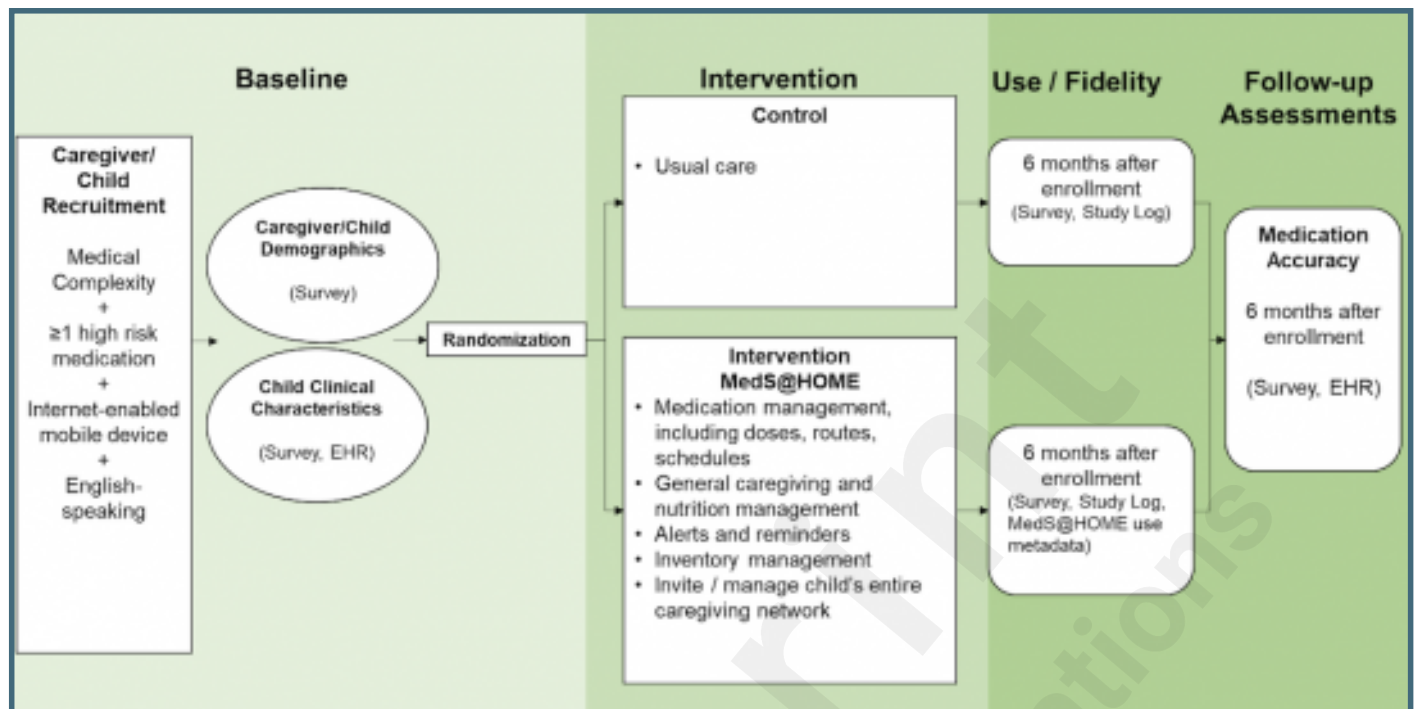 Baseline
Caregiver/
Child
Recruitment
Medical
Complexity
+
≥1 high risk
medication
+
Internet-enabled
mobile device
+
English-
speaking
Caregiver/Child
Demographics
(Survey)
Child Clinical
Characteristics
(Survey, EHR)
Randomization
Intervention
Control
• Usual care
Intervention
MedS@HOME
• Medication management,
including doses, routes,
schedules
• General caregiving and
nutrition management
• Alerts and reminders
• Inventory management
• Invite / manage child's entire
caregiving network
Use / Fidelity
6 months after
enrollment
(Survey, Study Log)
6 months after
enrollment
(Survey, Study Log,
MedS@HOME use
metadata)
Follow-up
Assessments
Medication
Accuracy
6 months after
enrollment
(Survey, EHR)